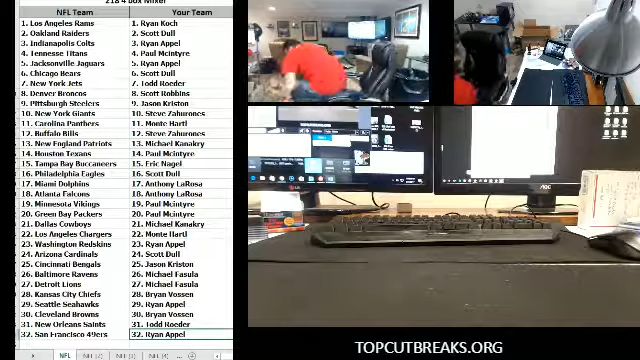 218 4 box Mixer
NFL Team Your Team
1. Los Angeles Rams 1. Ryan Koch
2. Oakland Raiders 2. Scott Dull
3. Indianapolis Colts 3. Ryan Appel
4. Tennesse Titans 4. Paul Mcintyre
5. Jacksonville Jaguars 5. Ryan Appel
6. Chicago Bears 6. Scott Dull
7. New York Jets 7. Todd Roeder
8. Denver Broncos 8. Scott Robbins
9. Pittsburgh Steelers 9. Jason Kriston
10. New York Giants 10. Steve Zahurones
11. Carolina Panthers 11. Monte Hartl
12. Buffalo Bills 12. Steve Zahurones
13. New England Patriots 13. Michael Kanakry
14. Houston Texans 14. Paul Mcintyre
15. Tampa Bay Buccaneers 15. Eric Nagel
16. Philadelphia Eagles 16. Scott Dull
17. Miami Dolphins 17. Anthony LaRosa
18. Atlanta Falcons 18. Anthony LaRosa
19. Minnesota Vikings 19. Paul Mcintyre
20. Green Bay Packers 20. Paul Mcintyre
21. Dallas Cowboys 21. Michael Kanakry
22. Los Angeles Chargers 22. Monte Hartl
23. Washington Redskins 23. Ryan Appel
24. Arizona Cardinals 24. Scott Dull
25. Cincinnati Bengals 25. Jason Kriston
26. Baltimore Ravens 26. Michael Fasula
27. Detroit Lions 27. Michael Fasula
28. Kansas City Chiefs 28. Bryan Vossen
29. Seattle Seahawks 29. Ryan Appel
30. Cleveland Browns 30. Bryan Vossen
31. New Orleans Saints 31. Todd Roeder
32. San Francisco 49ers 32. Ryan Appel
NFL NFL (2) NFL (3) NFL (4) ...
LG
AOC
TOPCUTBREAKS.ORG